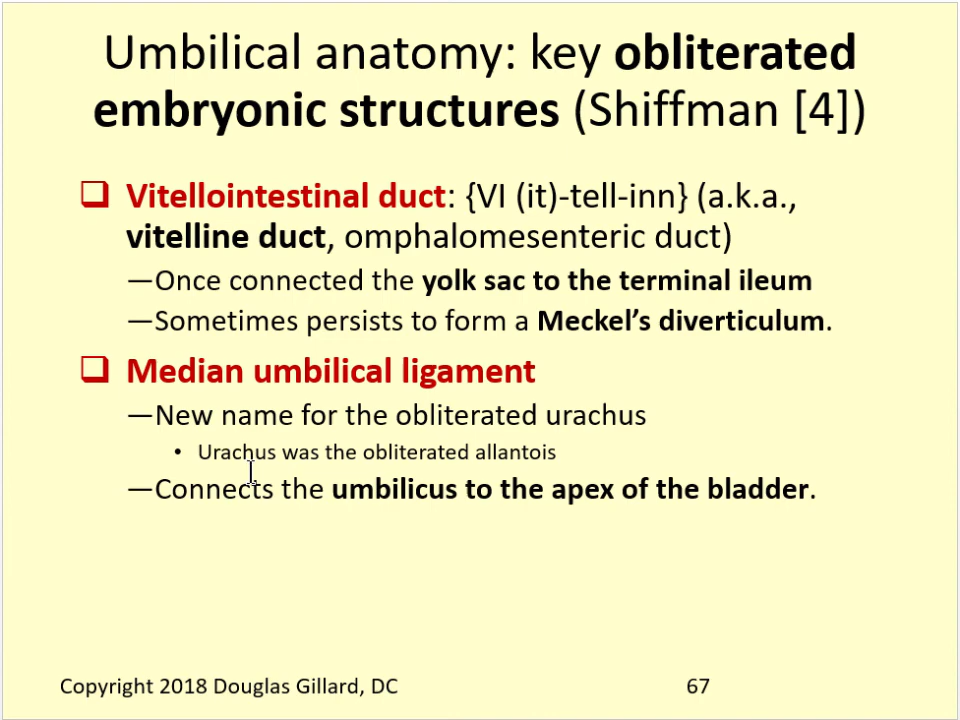 Umbilical anatomy: key obliterated
embryonic structures (Shiffman [4])
❑ Vitellointestinal duct: {VI (it)-tell-inn} (a.k.a.,
vitelline duct, omphalomesenteric duct)
—Once connected the yolk sac to the terminal ileum
—Sometimes persists to form a Meckel’s diverticulum.
❑ Median umbilical ligament
—New name for the obliterated urachus
• Urachus was the obliterated allantois
—Connects the umbilicus to the apex of the bladder.
Copyright 2018 Douglas Gillard, DC 67